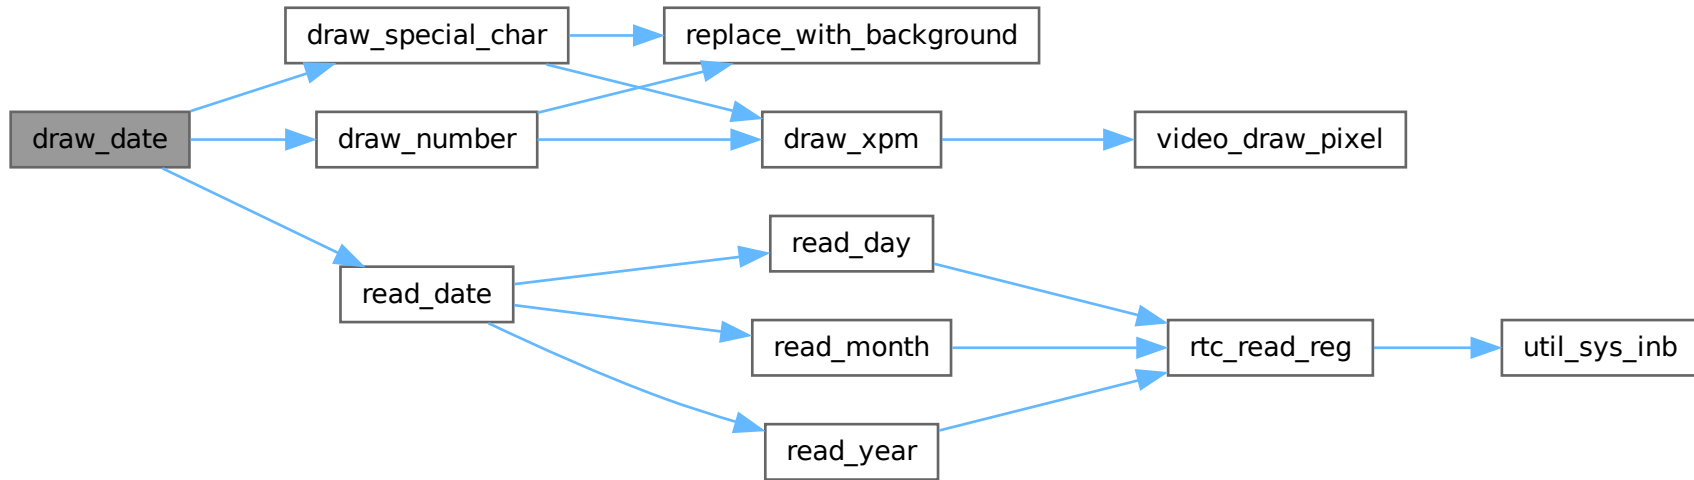 draw_special_char
replace_with_background
draw_date
draw_number
draw_xpm
video_draw_pixel
read_day
read_date
read_month
rtc_read_reg
util_sys_inb
read_year